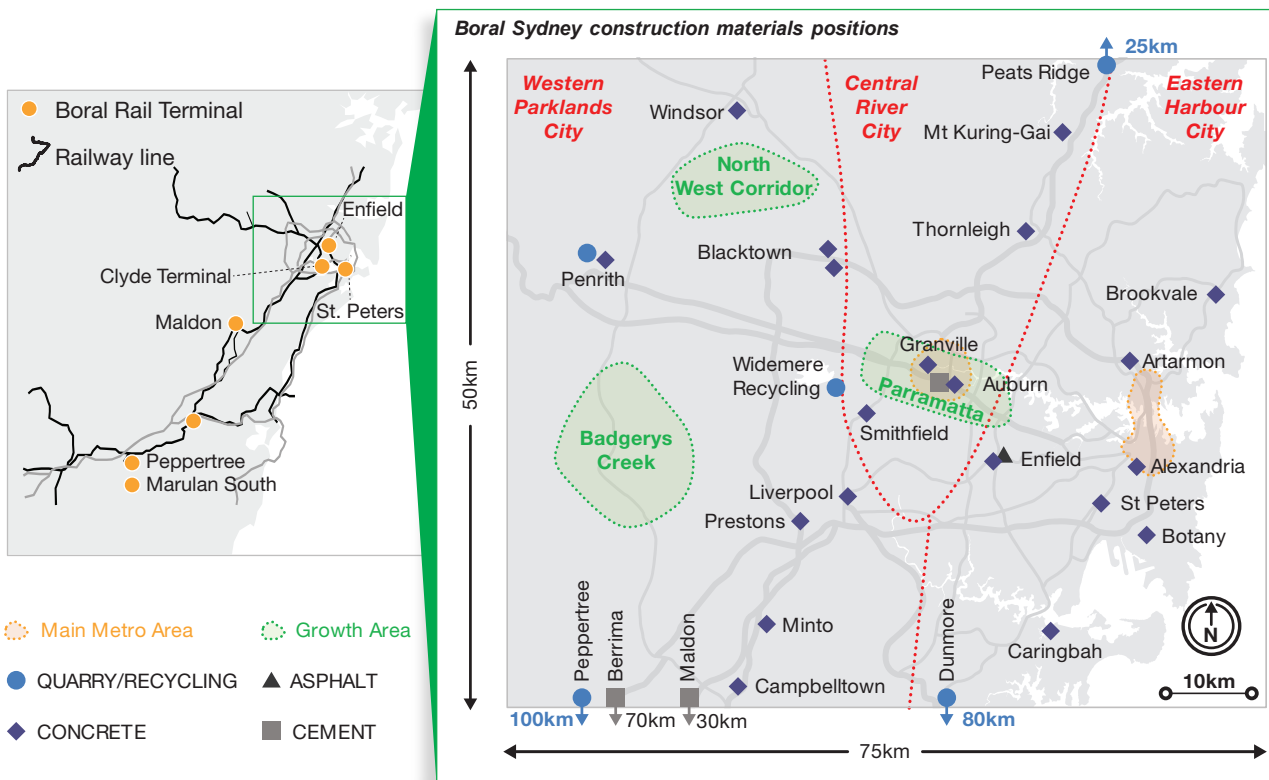 Boral Sydney construction materials positions
Boral Rail Terminal
Railway line
Enfield
Clyde Terminal
St. Peters
Maldon
Peppertree
Marulan South
Main Metro Area
Growth Area
QUARRY/RECYCLING
ASPHALT
CONCRETE
CEMENT
50km
75km
25km
Peats Ridge
Western
Parklands
City
Central
River
City
Eastern
Harbour
City
Windsor
Mt Kuring-Gai
North
West Corridor
Thornleigh
Blacktown
Penrith
Brookvale
Granville
Artarmon
Widemere
Recycling
Auburn
Parramatta
Smithfield
Badgerys
Creek
Enfield
Alexandria
Liverpool
St Peters
Prestons
Botany
Minto
Caringbah
Campbelltown
Peppertree
Berrima
Maldon
Dunmore
100km
70km
30km
80km
N
10km